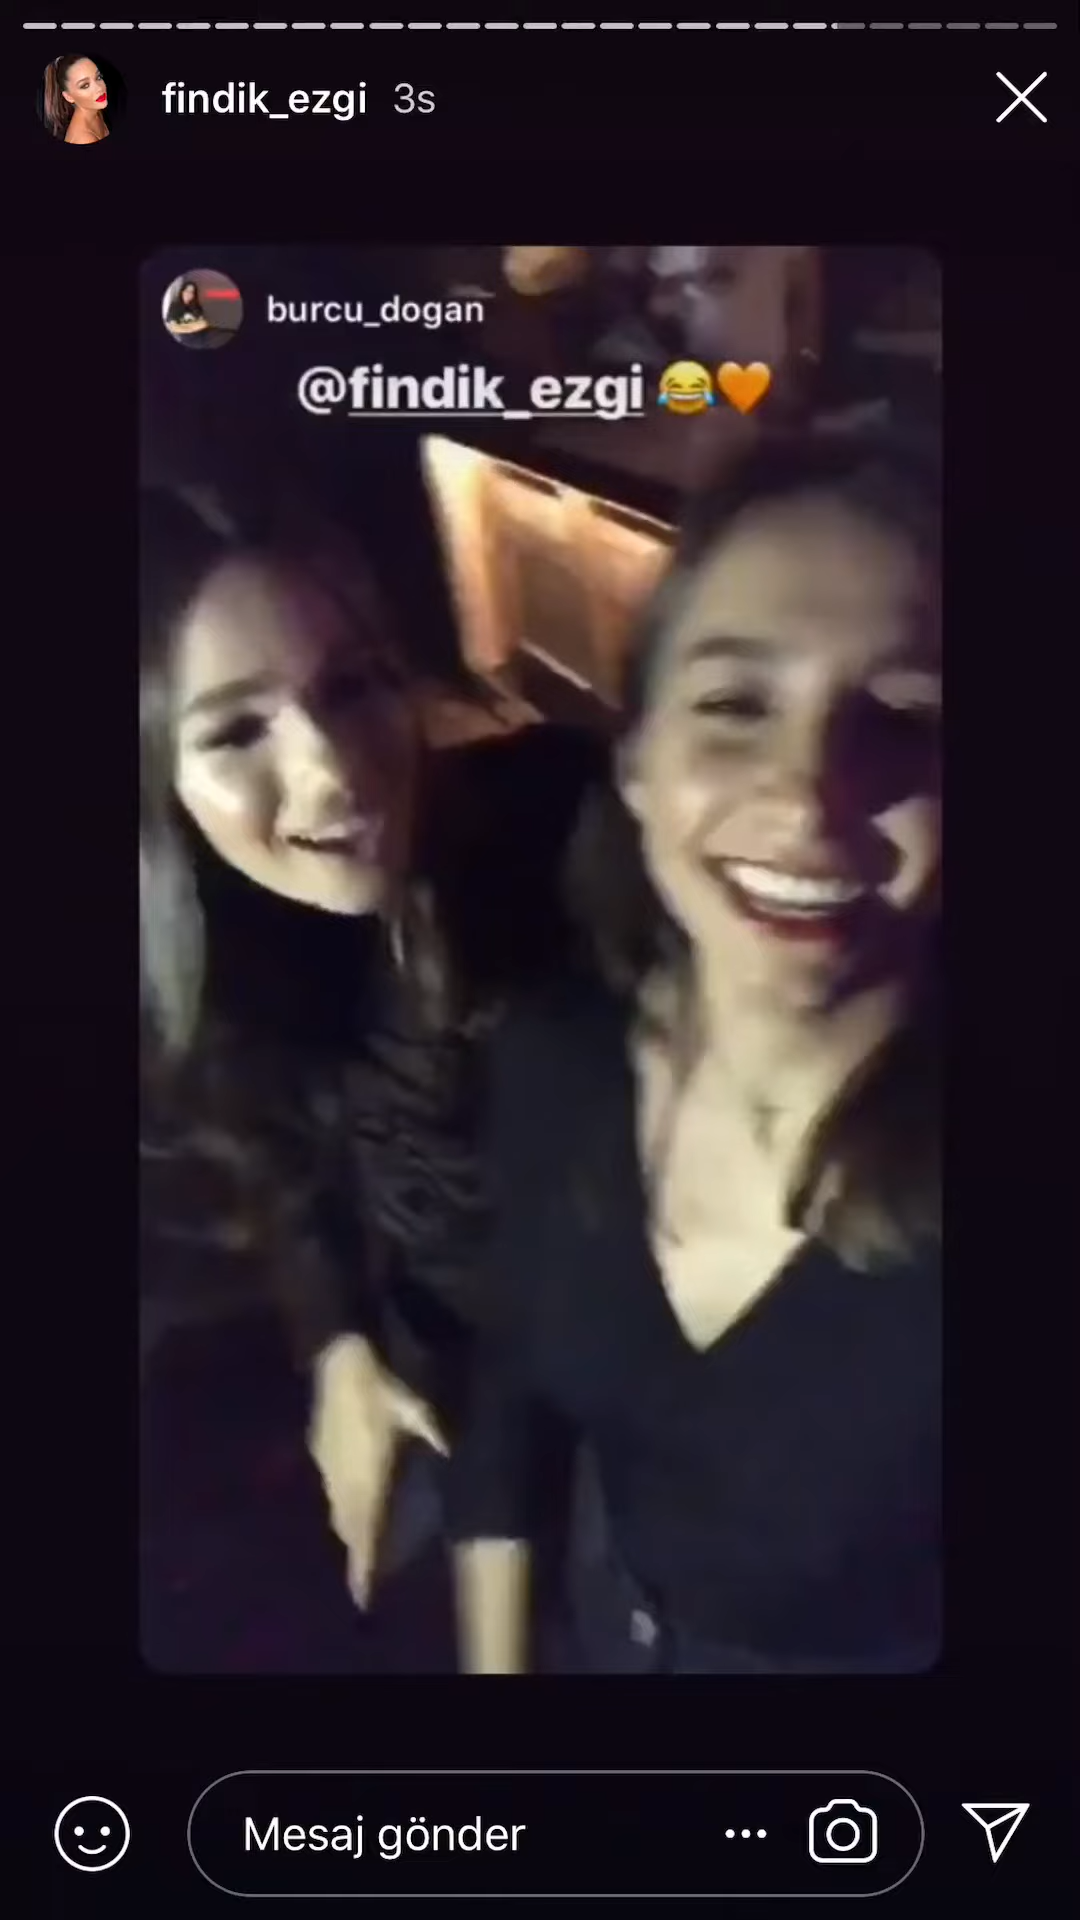 findik_ezgi 3s
burcu_dogan
@findik_ezgi 😂🧡
Mesaj gönder